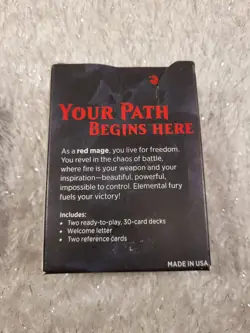 YOUR PATH
BEGINS HERE
As a red mage, you live for freedom.
You revel in the chaos of battle,
where fire is your weapon and your
inspiration—beautiful, powerful,
impossible to control. Elemental fury
fuels your victory!
Includes:
• Two ready-to-play, 30-card decks
• Welcome letter
• Two reference cards
MADE IN USA